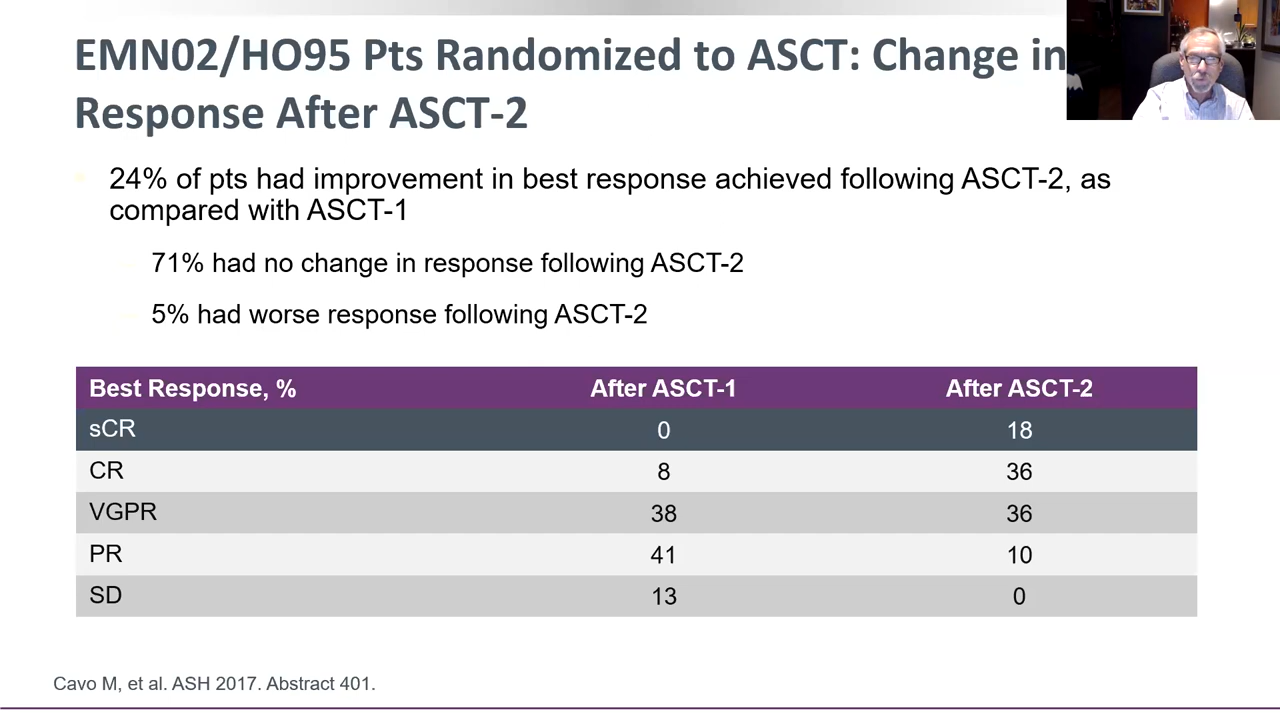 EMN02/HO95 Pts Randomized to ASCT: Change in
Response After ASCT-2
24% of pts had improvement in best response achieved following ASCT-2, as
compared with ASCT-1
71% had no change in response following ASCT-2
5% had worse response following ASCT-2
Best Response, % After ASCT-1 After ASCT-2
sCR 0 18
CR 8 36
VGPR 38 36
PR 41 10
SD 13 0
Cavo M, et al. ASH 2017. Abstract 401.